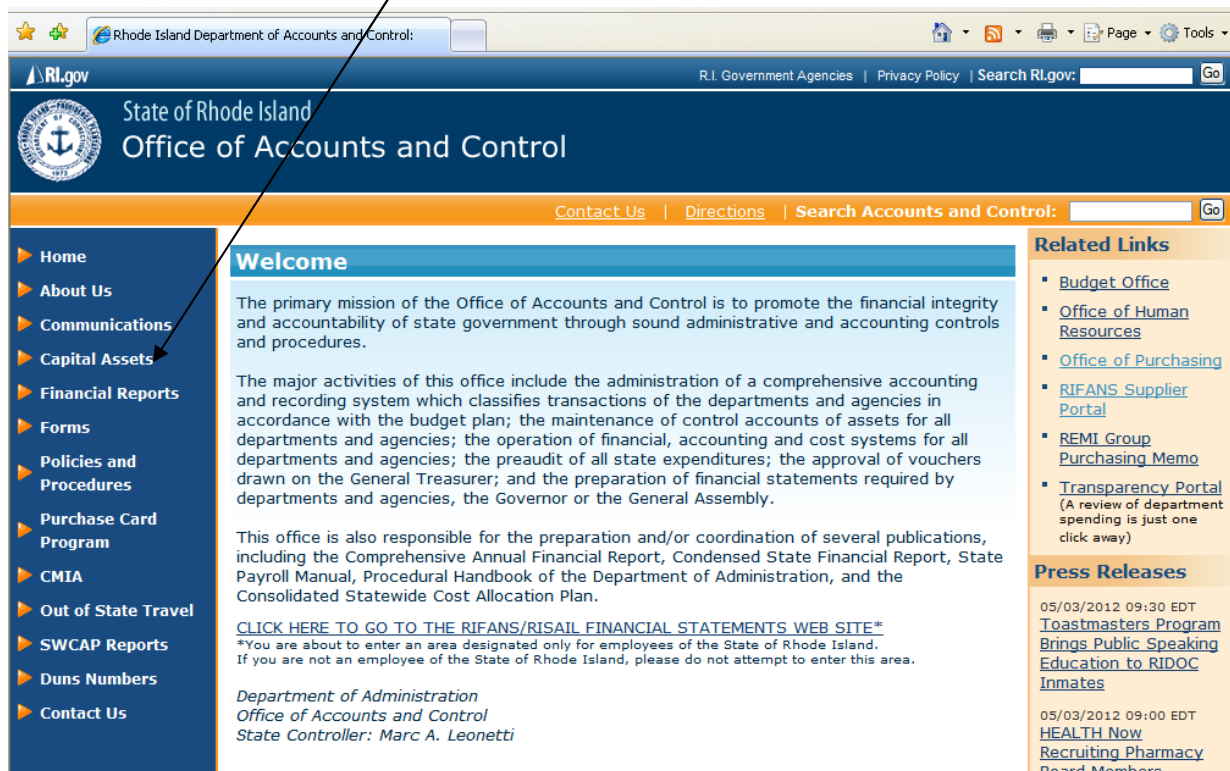 Rhode Island Department of Accounts and Control:
Page
Tools
RI.gov
R.I. Government Agencies | Privacy Policy | Search RI.gov:
Go
State of Rhode Island
Office of Accounts and Control
1972
Contact Us | Directions | Search Accounts and Control:
Go
Home
About Us
Communications
Capital Assets
Financial Reports
Forms
Policies and
Procedures
Purchase Card
Program
CMIA
Out of State Travel
SWCAP Reports
Duns Numbers
Contact Us
Welcome
The primary mission of the Office of Accounts and Control is to promote the financial integrity
and accountability of state government through sound administrative and accounting controls
and procedures.
The major activities of this office include the administration of a comprehensive accounting
and recording system which classifies transactions of the departments and agencies in
accordance with the budget plan; the maintenance of control accounts of assets for all
departments and agencies; the operation of financial, accounting and cost systems for all
departments and agencies; the preaudit of all state expenditures; the approval of vouchers
drawn on the General Treasurer; and the preparation of financial statements required by
departments and agencies, the Governor or the General Assembly.
This office is also responsible for the preparation and/or coordination of several publications,
including the Comprehensive Annual Financial Report, Condensed State Financial Report, State
Payroll Manual, Procedural Handbook of the Department of Administration, and the
Consolidated Statewide Cost Allocation Plan.
CLICK HERE TO GO TO THE RIFANS/RISAIL FINANCIAL STATEMENTS WEB SITE*
*You are about to enter an area designated only for employees of the State of Rhode Island.
If you are not an employee of the State of Rhode Island, please do not attempt to enter this area.
Department of Administration
Office of Accounts and Control
State Controller: Marc A. Leonetti
Related Links
Budget Office
Office of Human
Resources
Office of Purchasing
RIFANS Supplier
Portal
REMI Group
Purchasing Memo
Transparency Portal
(A review of department
spending is just one
click away)
Press Releases
05/03/2012 09:30 EDT
Toastmasters Program
Brings Public Speaking
Education to RIDOC
Inmates
05/03/2012 09:00 EDT
HEALTH Now
Recruiting Pharmacy
Board Members